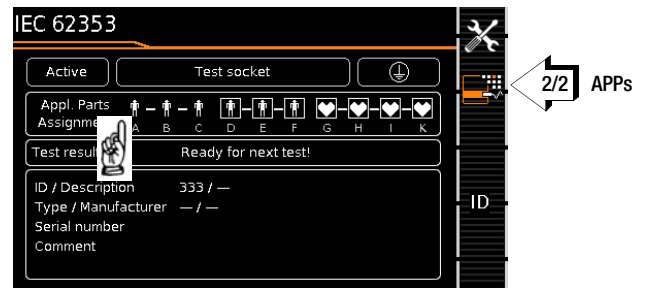 IEC 62353
Active Test socket
2/2 APPs
Appl. Parts
Assignme
A B C D E F G H I K
Test resul Ready for next test!
ID / Description 333 / —
Type / Manufacturer — / —
Serial number
Comment
ID